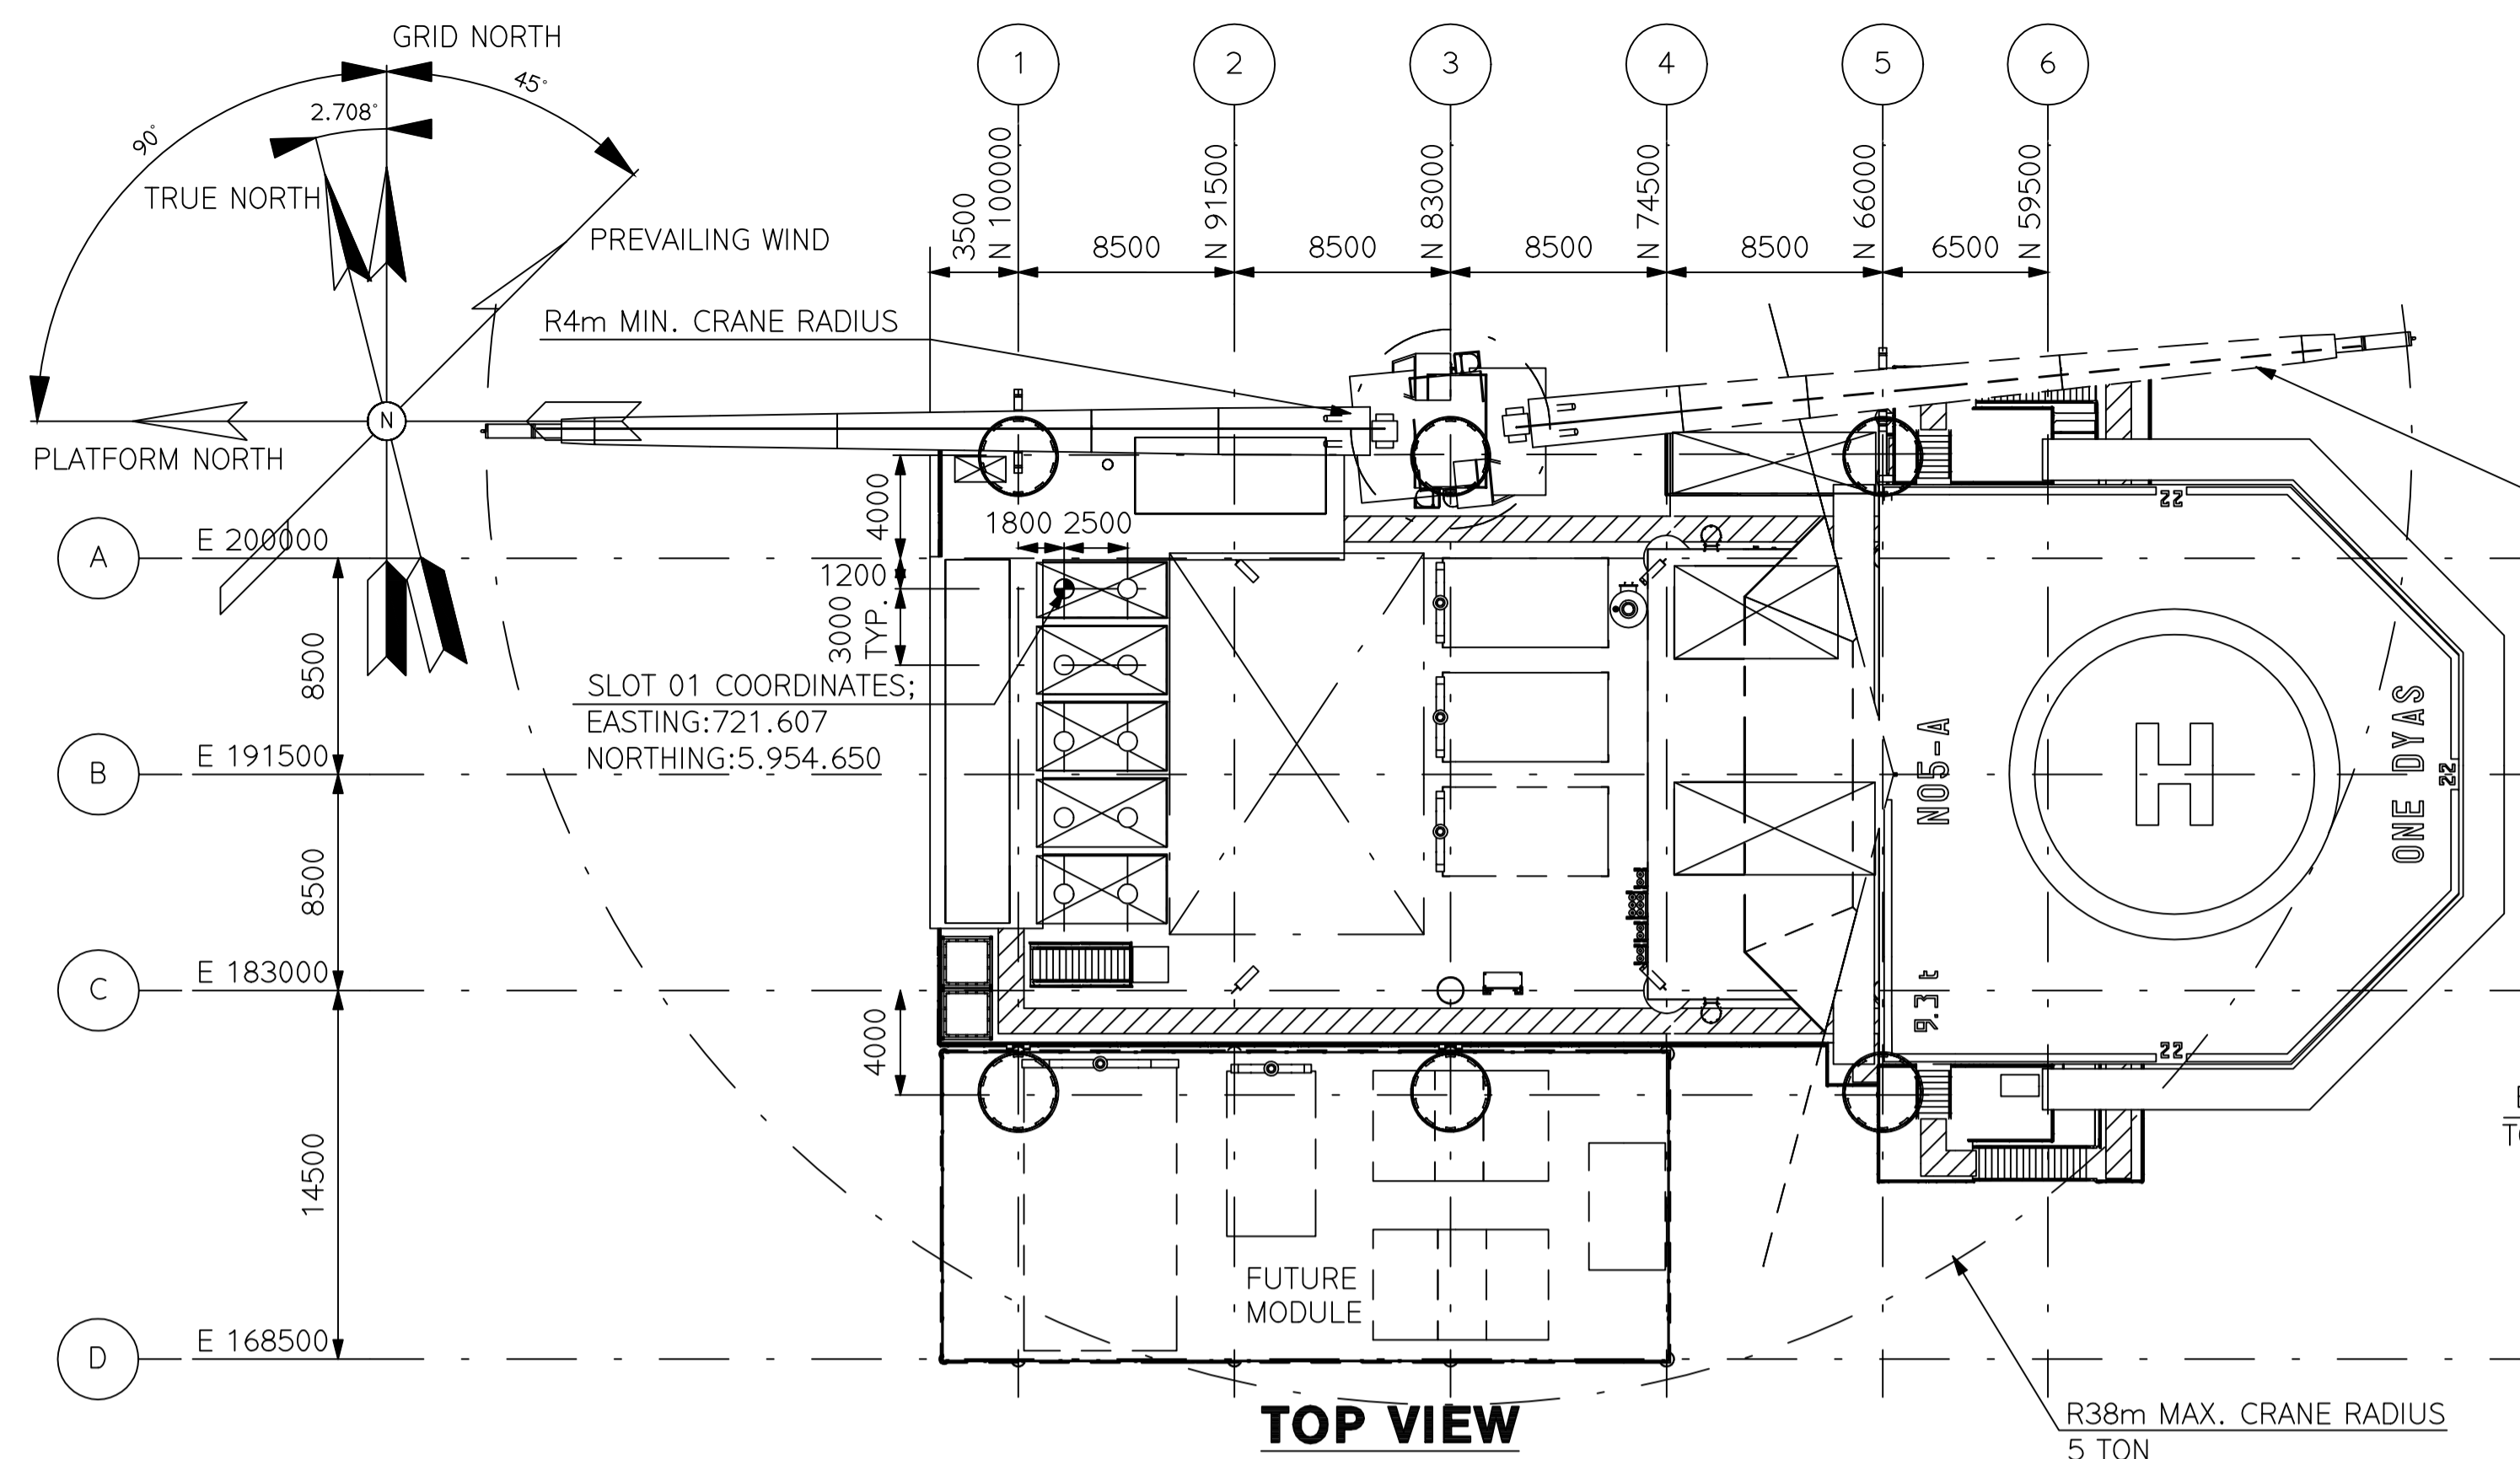 GRID NORTH
45°
2.708°
90°
TRUE NORTH
PREVAILING WIND
N
PLATFORM NORTH
1
2
3
4
5
6
3500
N 100000
N 91500
N 83000
N 74500
N 66000
N 59500
8500
8500
8500
8500
6500
R4m MIN. CRANE RADIUS
A
E 200000
B
E 191500
C
E 183000
D
E 168500
8500
8500
14500
4000
1800
2500
1200
3000
TYP.
4000
SLOT 01 COORDINATES;
EASTING:721.607
NORTHING:5.954.650
22
22
22
NO5-A
ONE DYAS
H
9.3 t
FUTURE
MODULE
TOP VIEW
R38m MAX. CRANE RADIUS
5 TON